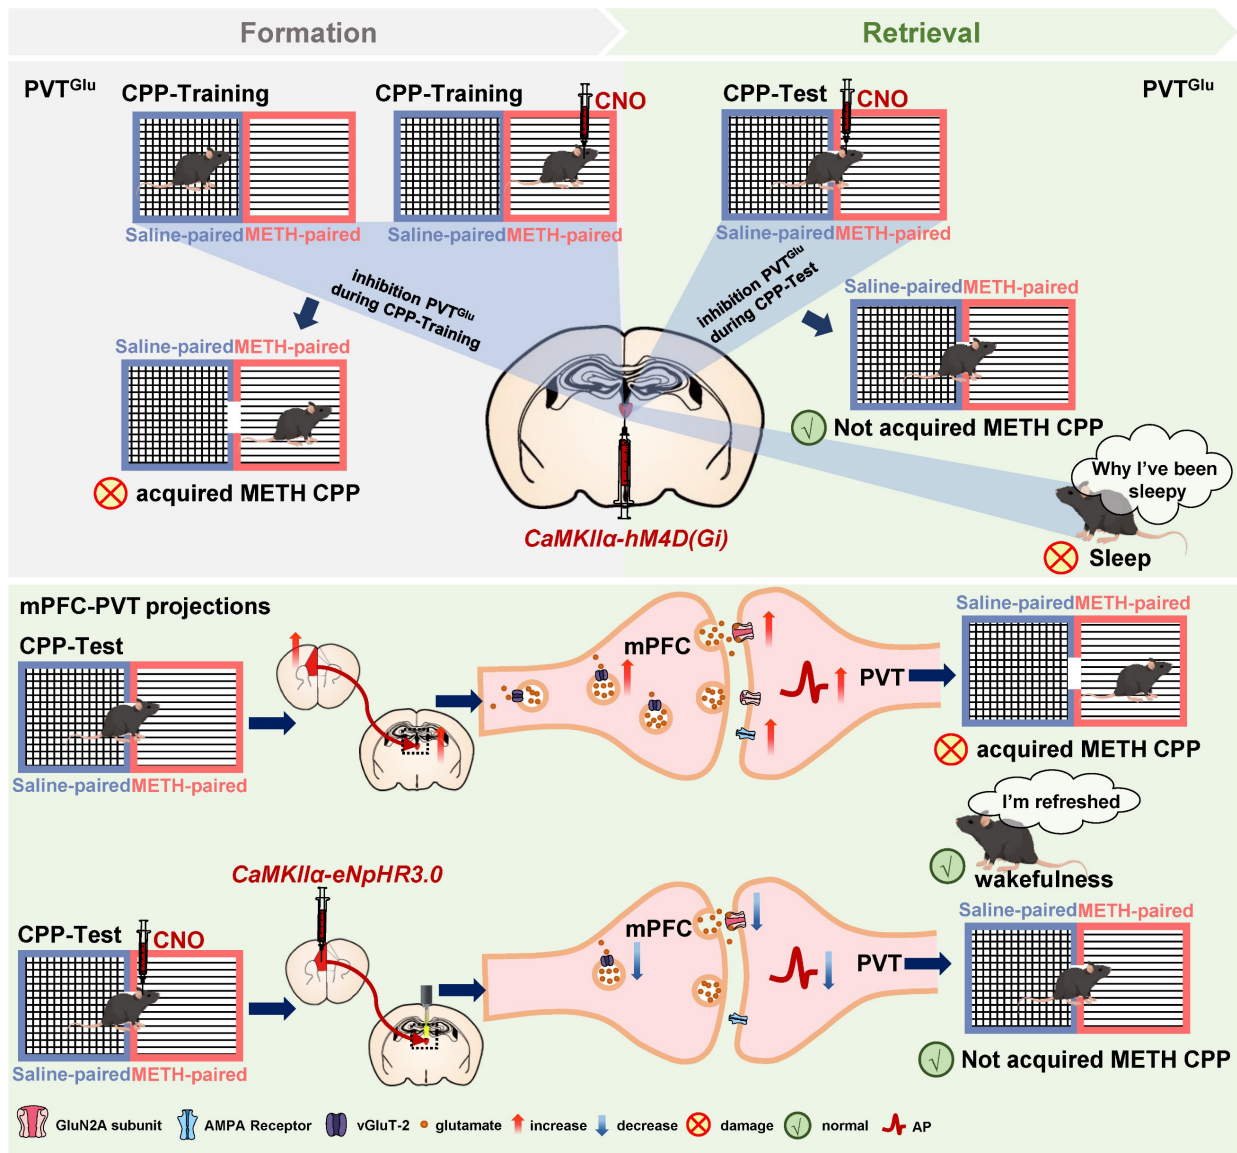 Formation
Retrieval
PVTGlu
PVTGlu
CPP-Training
CPP-Training
CNO
CPP-Test
CNO
Saline-paired METH-paired
Saline-paired METH-paired
Saline-paired METH-paired
inhibition PVTGlu
during CPP-Training
inhibition PVTGlu
during CPP-Test
Saline-paired METH-paired
Saline-paired METH-paired
√ Not acquired METH CPP
acquired METH CPP
Why I've been
sleepy
CaMKIIα-hM4D(Gi)
Sleep
mPFC-PVT projections
CPP-Test
Saline-paired METH-paired
mPFC
PVT
Saline-paired METH-paired
acquired METH CPP
I'm refreshed
√ wakefulness
CaMKIIα-eNpHR3.0
CPP-Test
CNO
Saline-paired METH-paired
mPFC
PVT
Saline-paired METH-paired
√ Not acquired METH CPP
GluN2A subunit
AMPA Receptor
vGluT-2
glutamate
increase
decrease
damage
√ normal
AP